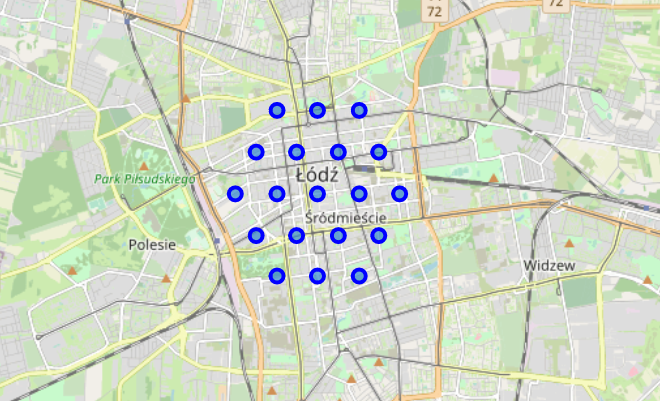 72
72
Park Piłsudskiego
Łódź
Śródmieście
Polesie
Widzew